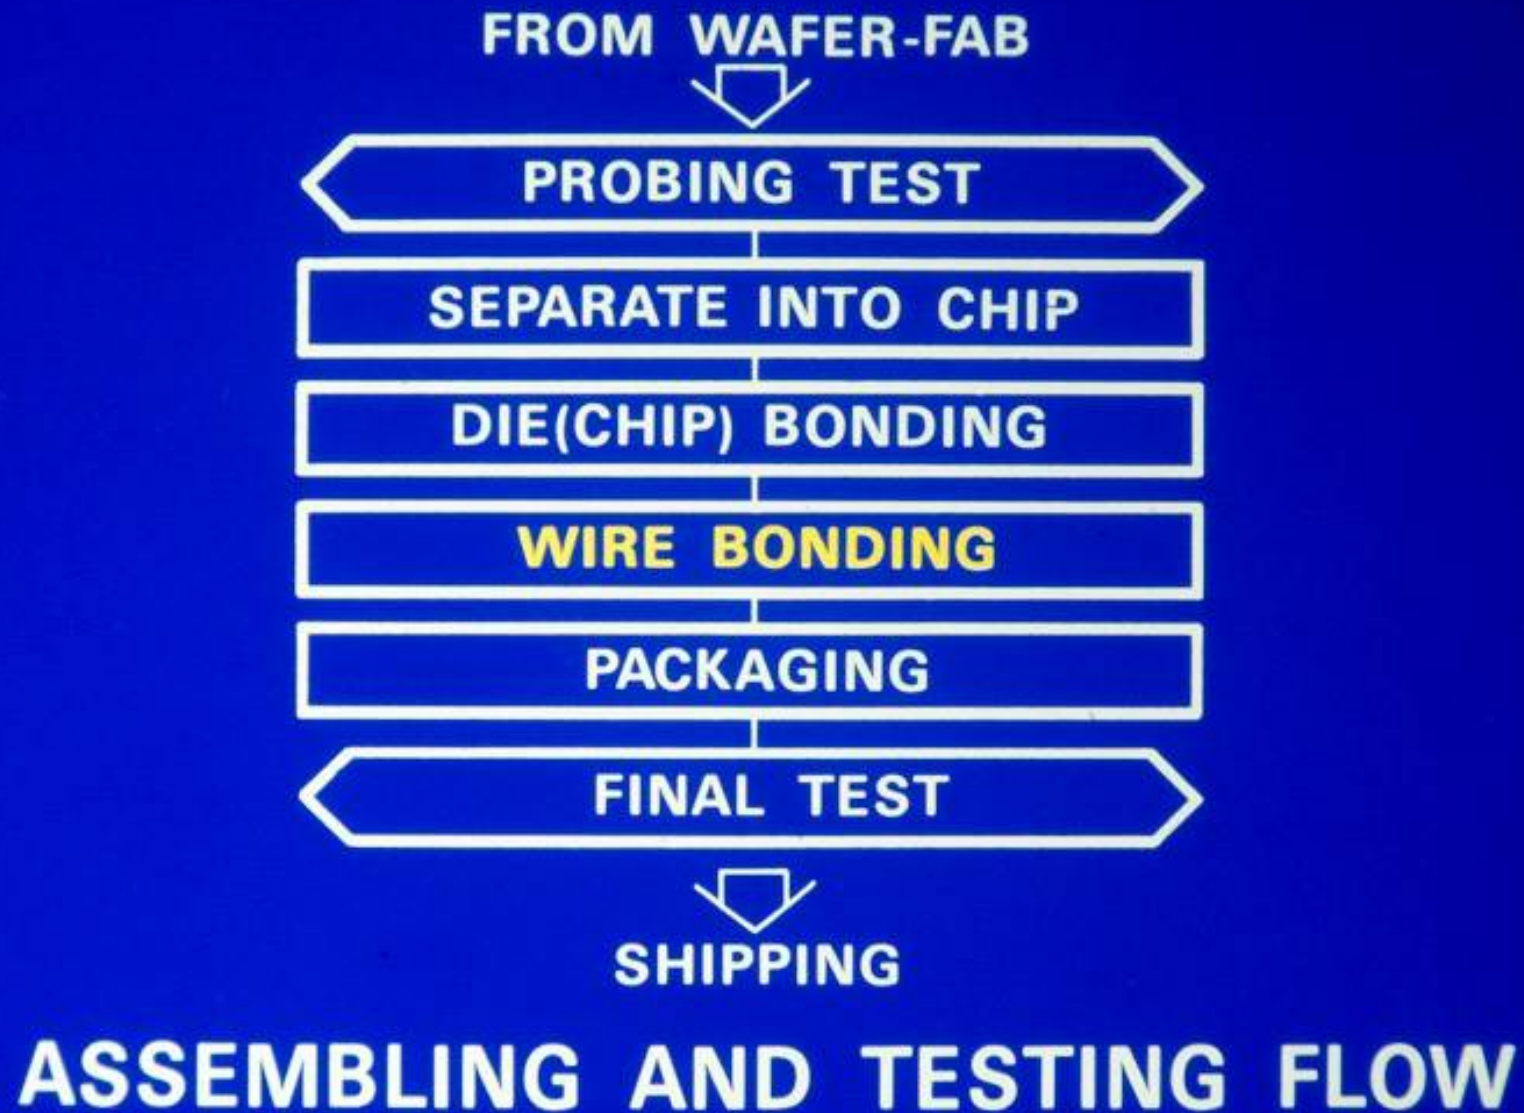 FROM WAFER-FAB
PROBING TEST
SEPARATE INTO CHIP
DIE(CHIP) BONDING
WIRE BONDING
PACKAGING
FINAL TEST
SHIPPING
ASSEMBLING AND TESTING FLOW